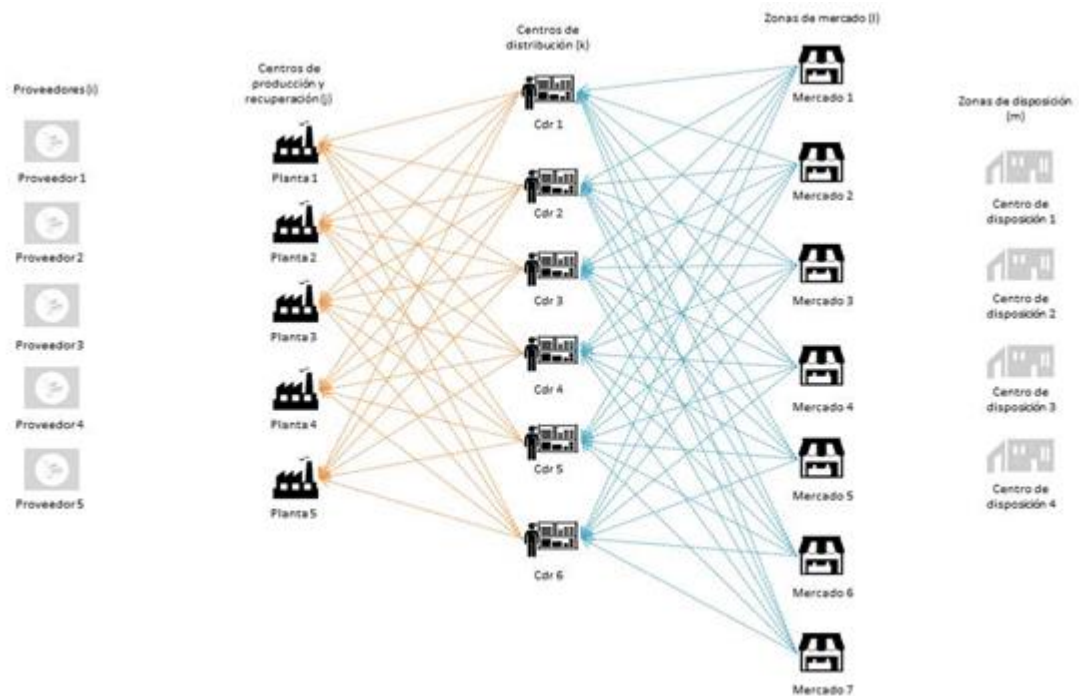 Proveedores (i)
Proveedor 1
Proveedor 2
Proveedor 3
Proveedor 4
Proveedor 5
Centros de
producción y
recuperación (j)
Planta 1
Planta 2
Planta 3
Planta 4
Planta 5
Centros de
distribución (k)
Cdr 1
Cdr 2
Cdr 3
Cdr 4
Cdr 5
Cdr 6
Zonas de mercado (l)
Mercado 1
Mercado 2
Mercado 3
Mercado 4
Mercado 5
Mercado 6
Mercado 7
Zonas de disposición
(m)
Centro de
disposición 1
Centro de
disposición 2
Centro de
disposición 3
Centro de
disposición 4